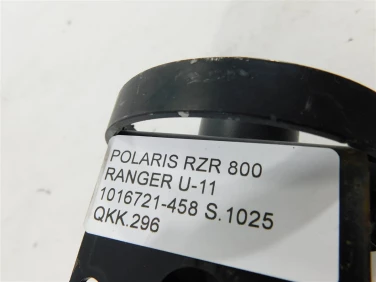 POLARIS RZR 800
RANGER U-11
1016721-458 S.1025
QKK.296